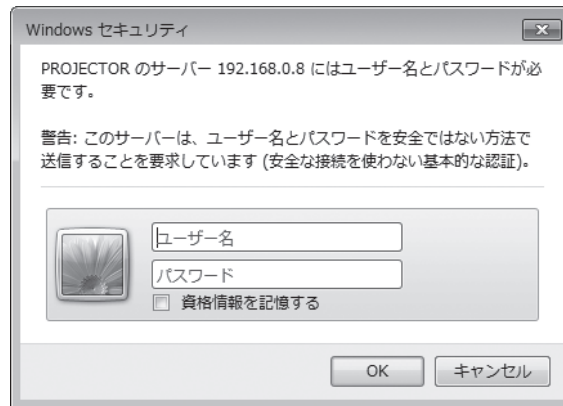 Windows セキュリティ
PROJECTOR のサーバー 192.168.0.8 にはユーザー名とパスワードが必
要です。
警告: このサーバーは、ユーザー名とパスワードを安全ではない方法で
送信することを要求しています (安全な接続を使わない基本的な認証)。
ユーザー名
パスワード
資格情報を記憶する
OK キャンセル